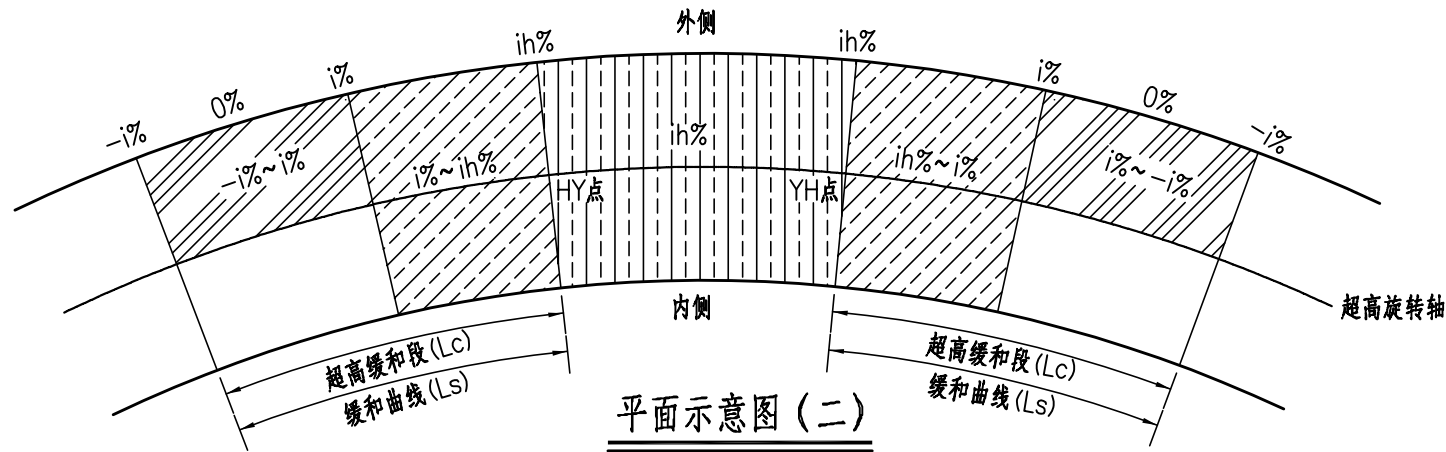 外侧
ih%
ih%
i%
i%
0%
0%
-i%
-i%
-i%~i%
i%~ih%
ih%
ih%~i%
i%~-i%
HY点
YH点
内侧
超高旋转轴
超高缓和段(Lc)
缓和曲线(Ls)
超高缓和段(Lc)
缓和曲线(Ls)
平面示意图（二）